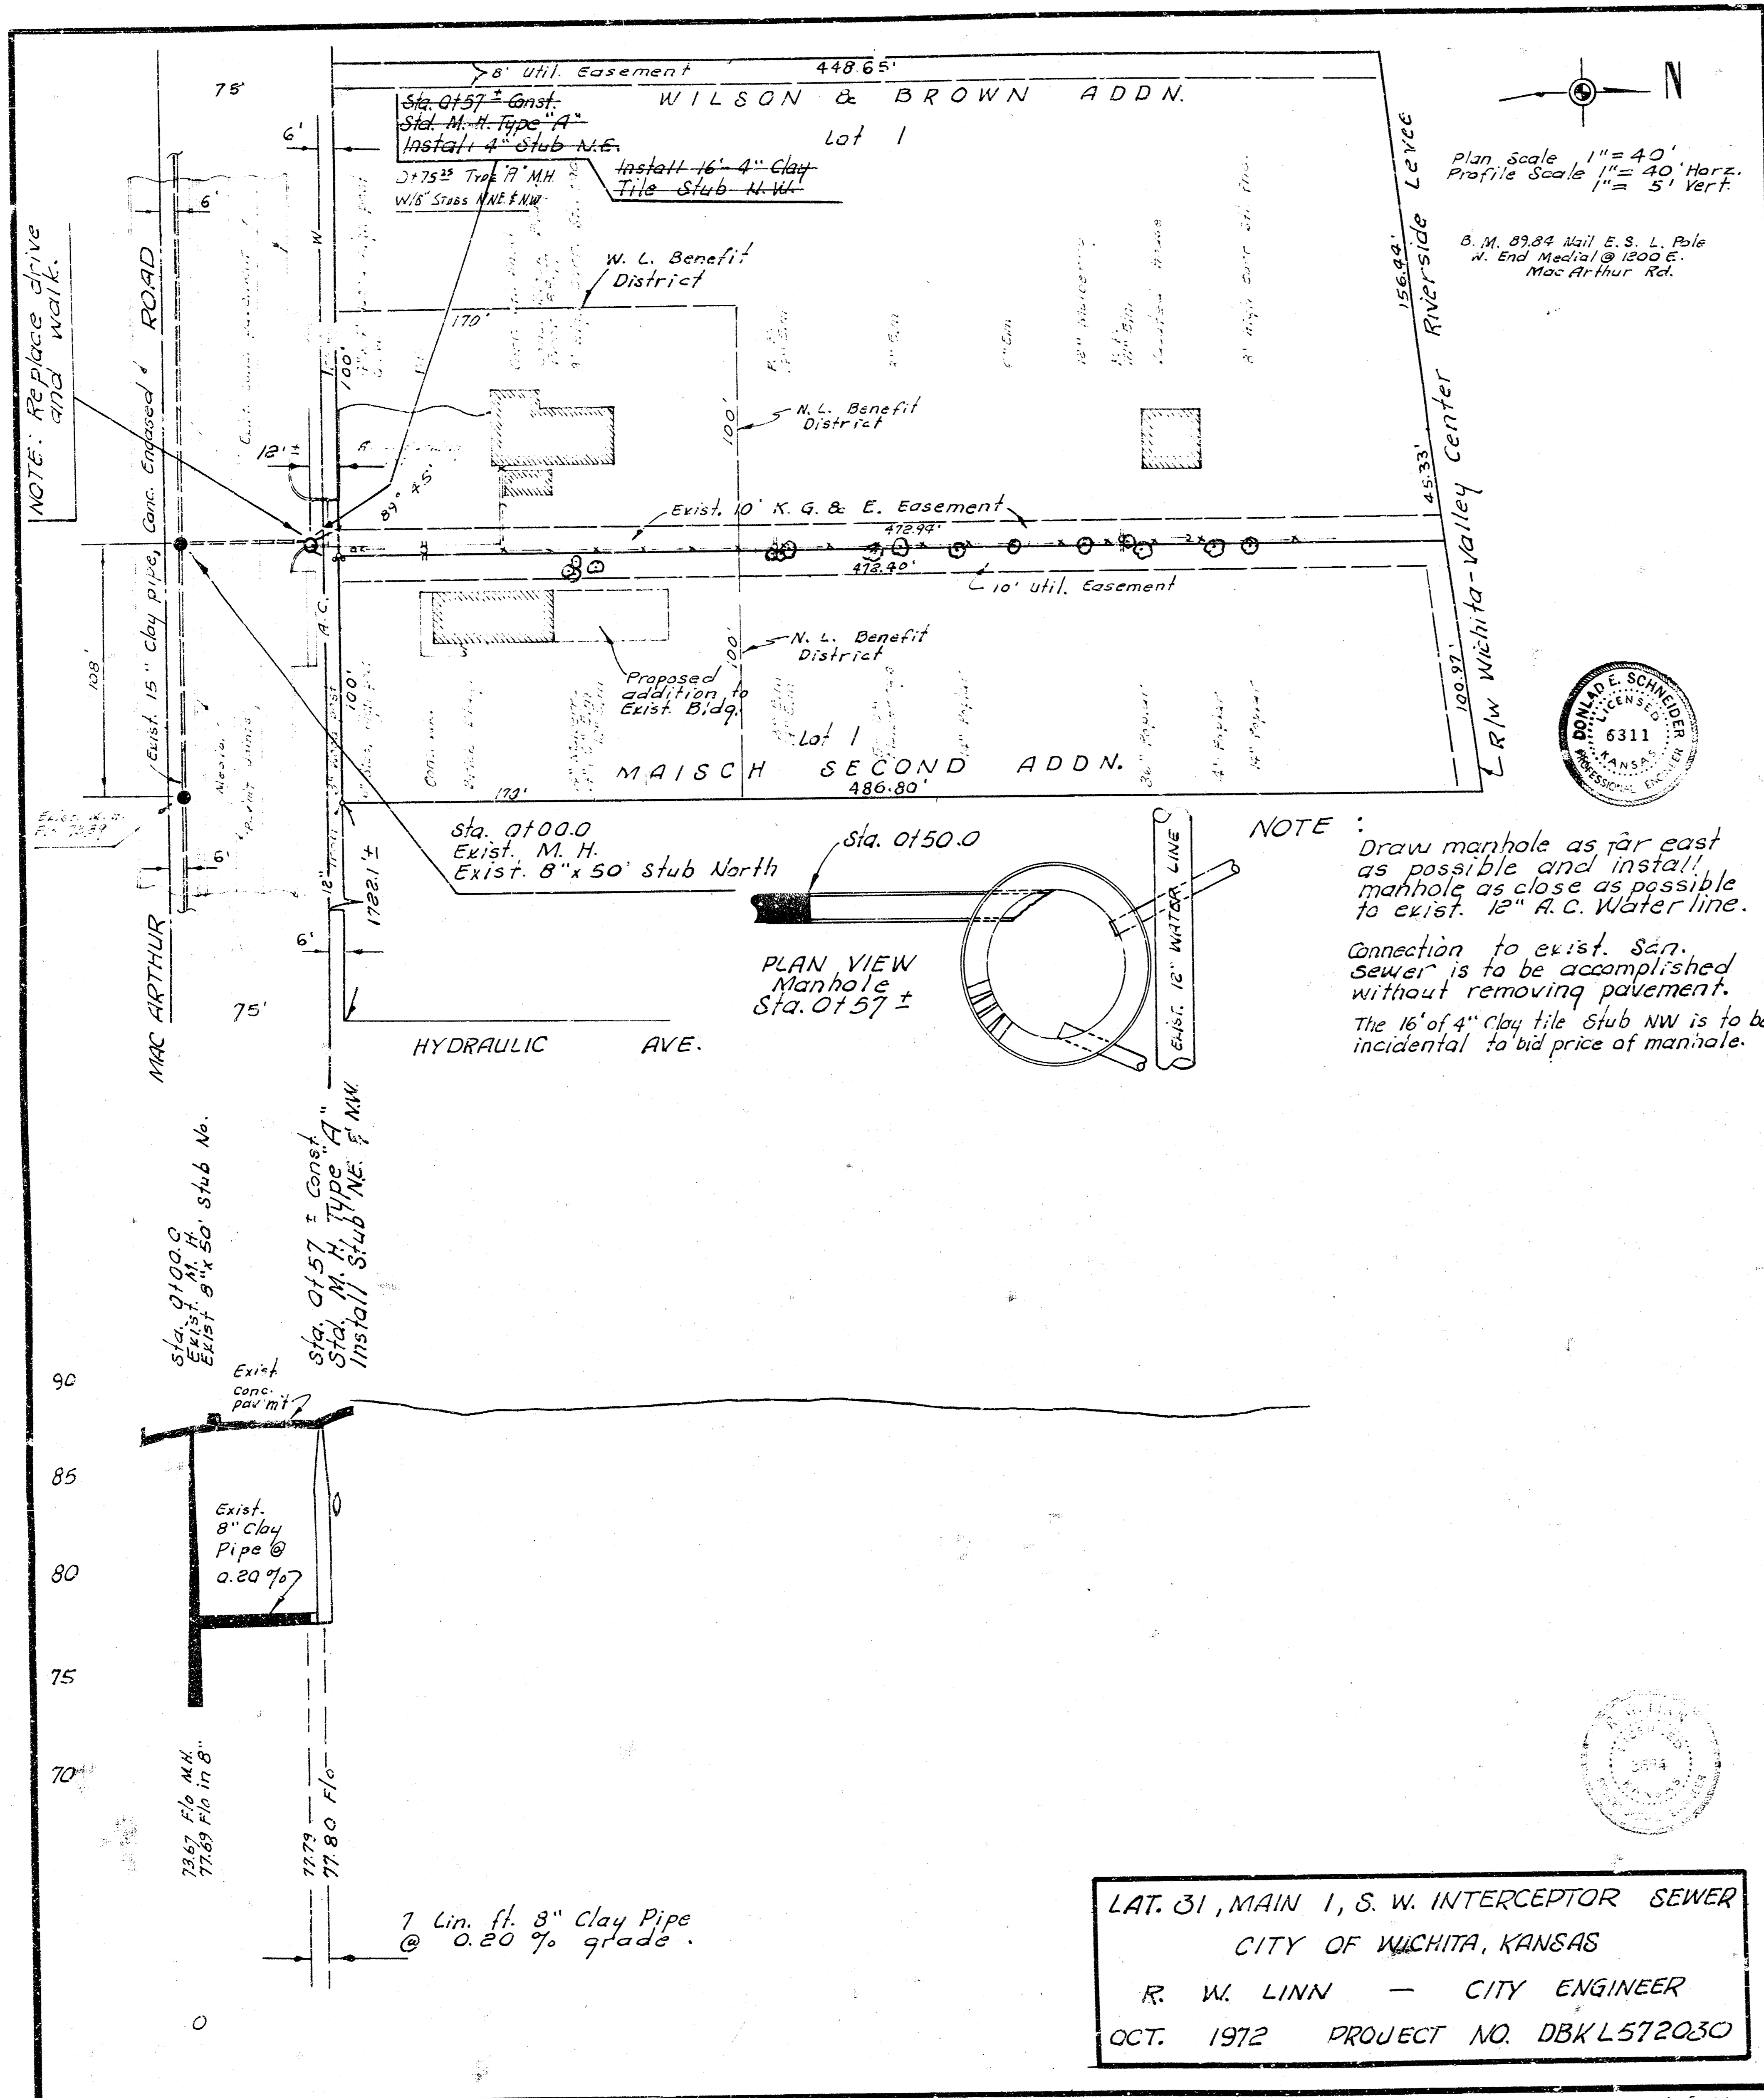 8' Util. Easement
448.65'
WILSON & BROWN ADDN.
Lot 1
75'
6'
Sta. 0+57 ± Const.
Std. M.H. Type "A"
Install 4" Stub N.E.
Install 16'-4" Clay
Tile Stub N.W.
0+75 25 Type "A" M.H.
W/6" STUBS NNE & NW
N
Plan Scale 1" = 40'
Profile Scale 1" = 40' Horz.
1" = 5' Vert.
B.M. 89.84 Nail E. S. L. Pole
W. End Medial @ 1200 E.
Mac Arthur Rd.
NOTE: Replace drive
and walk.
6'
W
W. L. Benefit
District
170'
100'
100'
N. L. Benefit
District
12' ±
89° 45'
Exist. 10' K. G. & E. Easement
472.94'
472.40'
10' Util. Easement
A.C.
108'
Exist. 15" Clay pipe, Conc. Encased
MAC ARTHUR ROAD
100'
100'
N. L. Benefit
District
Proposed
addition to
Exist. Bldg.
Lot 1
MAISCH SECOND ADDN.
170'
486.80'
156.44'
45.33'
100.97'
R/W Wichita-Valley Center Riverside Levee
DONLAD E. SCHNEIDER
LICENSED
6311
KANSAS
PROFESSIONAL ENGINEER
6'
Sta. 0+00.0
Exist. M. H.
Exist. 8" x 50' Stub North
12"
1722.1' ±
6'
75'
HYDRAULIC AVE.
Sta. 0+50.0
PLAN VIEW
Manhole
Sta. 0+57 ±
EXIST. 12" WATER LINE
NOTE :
Draw manhole as far east
as possible and install
manhole as close as possible
to exist. 12" A.C. Water line.
Connection to exist. San.
sewer is to be accomplished
without removing pavement.
The 16' of 4" Clay tile Stub NW is to be
incidental to bid price of manhole.
Sta. 0+00.0
Exist. M. H.
Exist 8" x 50' Stub No.
Sta. 0+57 ± Const.
Std. M. H. Type "A"
Install Stub N.E. & N.W.
90
85
80
75
70
Exist.
conc.
pav'mt
Exist.
8" Clay
Pipe @
0.20 %
73.67 F/o M.H.
77.69 F/o in 8"
77.79
77.80 F/o
7 Lin. ft. 8" Clay Pipe
@ 0.20 % grade.
0
LAT. 31, MAIN 1, S. W. INTERCEPTOR SEWER
CITY OF WICHITA, KANSAS
R. W. LINN — CITY ENGINEER
OCT. 1972 PROJECT NO. DBKL572030